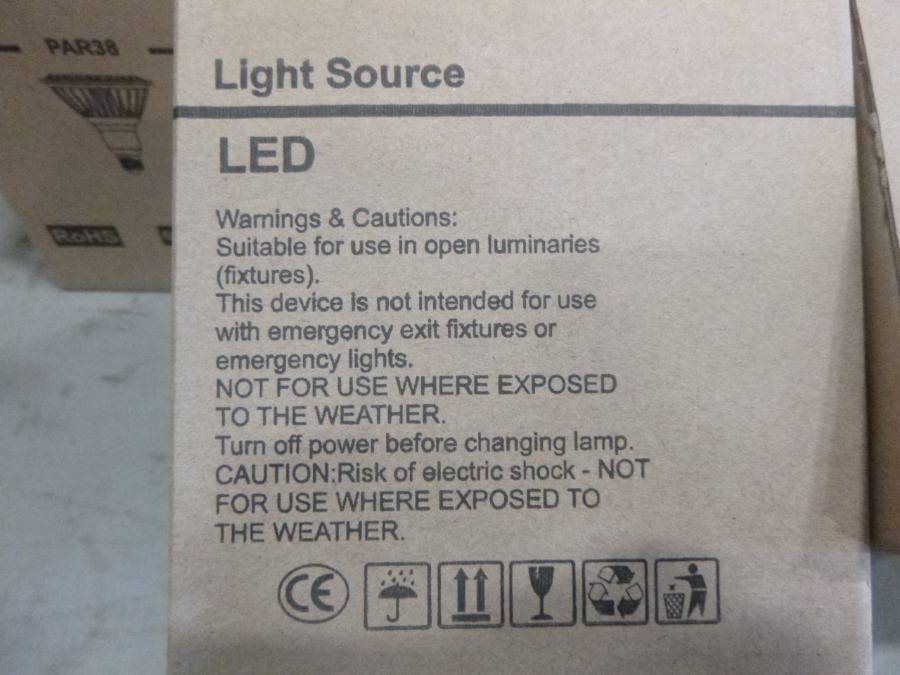 PAR38
RoHS
Light Source
LED
Warnings & Cautions:
Suitable for use in open luminaries
(fixtures).
This device is not intended for use
with emergency exit fixtures or
emergency lights.
NOT FOR USE WHERE EXPOSED
TO THE WEATHER.
Turn off power before changing lamp.
CAUTION:Risk of electric shock - NOT
FOR USE WHERE EXPOSED TO
THE WEATHER.
CE